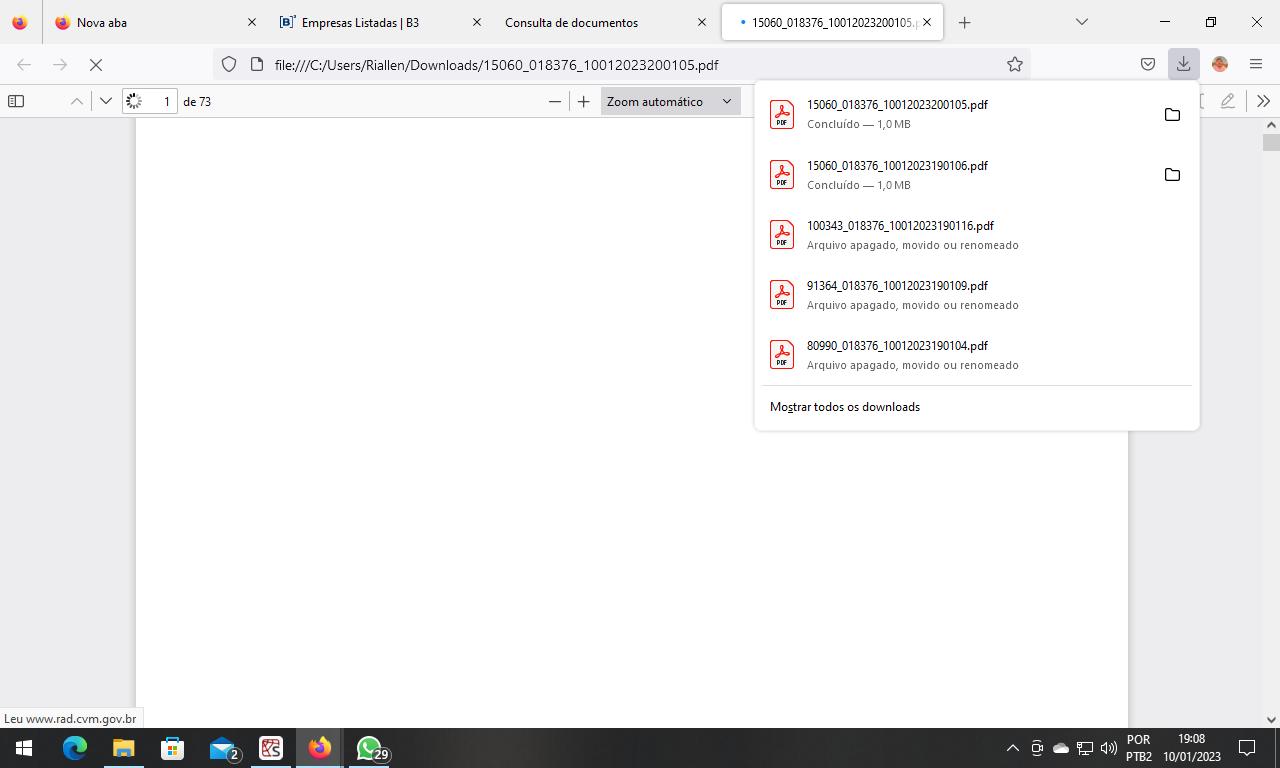 Nova aba
Empresas Listadas | B3
Consulta de documentos
15060_018376_10012023200105.p
file:///C:/Users/Riallen/Downloads/15060_018376_10012023200105.pdf
1 de 73
Zoom automático
15060_018376_10012023200105.pdf
Concluído — 1,0 MB
15060_018376_10012023190106.pdf
Concluído — 1,0 MB
100343_018376_10012023190116.pdf
Arquivo apagado, movido ou renomeado
91364_018376_10012023190109.pdf
Arquivo apagado, movido ou renomeado
80990_018376_10012023190104.pdf
Arquivo apagado, movido ou renomeado
Mostrar todos os downloads
Leu www.rad.cvm.gov.br
2
29
POR
PTB2
19:08
10/01/2023